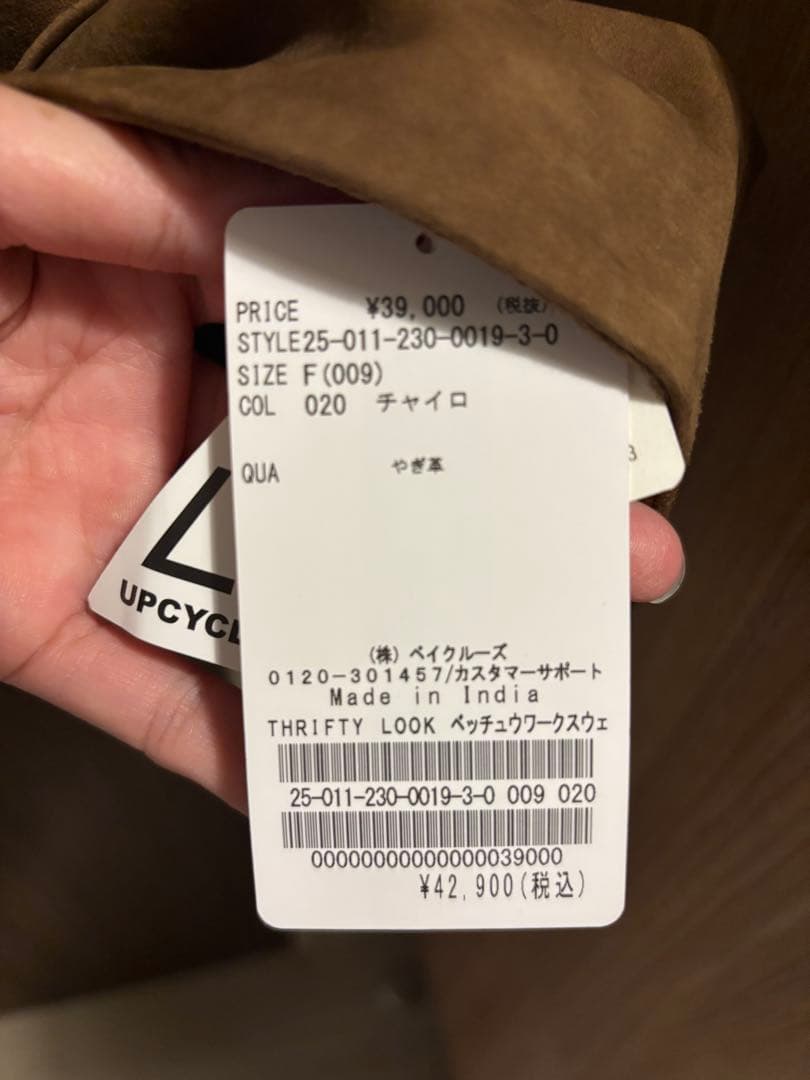 PRICE ¥39,000 (税抜)
STYLE25-011-230-0019-3-0
SIZE F(009)
COL 020 チャイロ
QUA やぎ革
(株) ベイクルーズ
0120-301457/カスタマーサポート
Made in India
THRIFTY LOOK ベッチュウワークスウェ
25-011-230-0019-3-0 009 020
00000000000000039000
¥42,900(税込)
UPCYCL